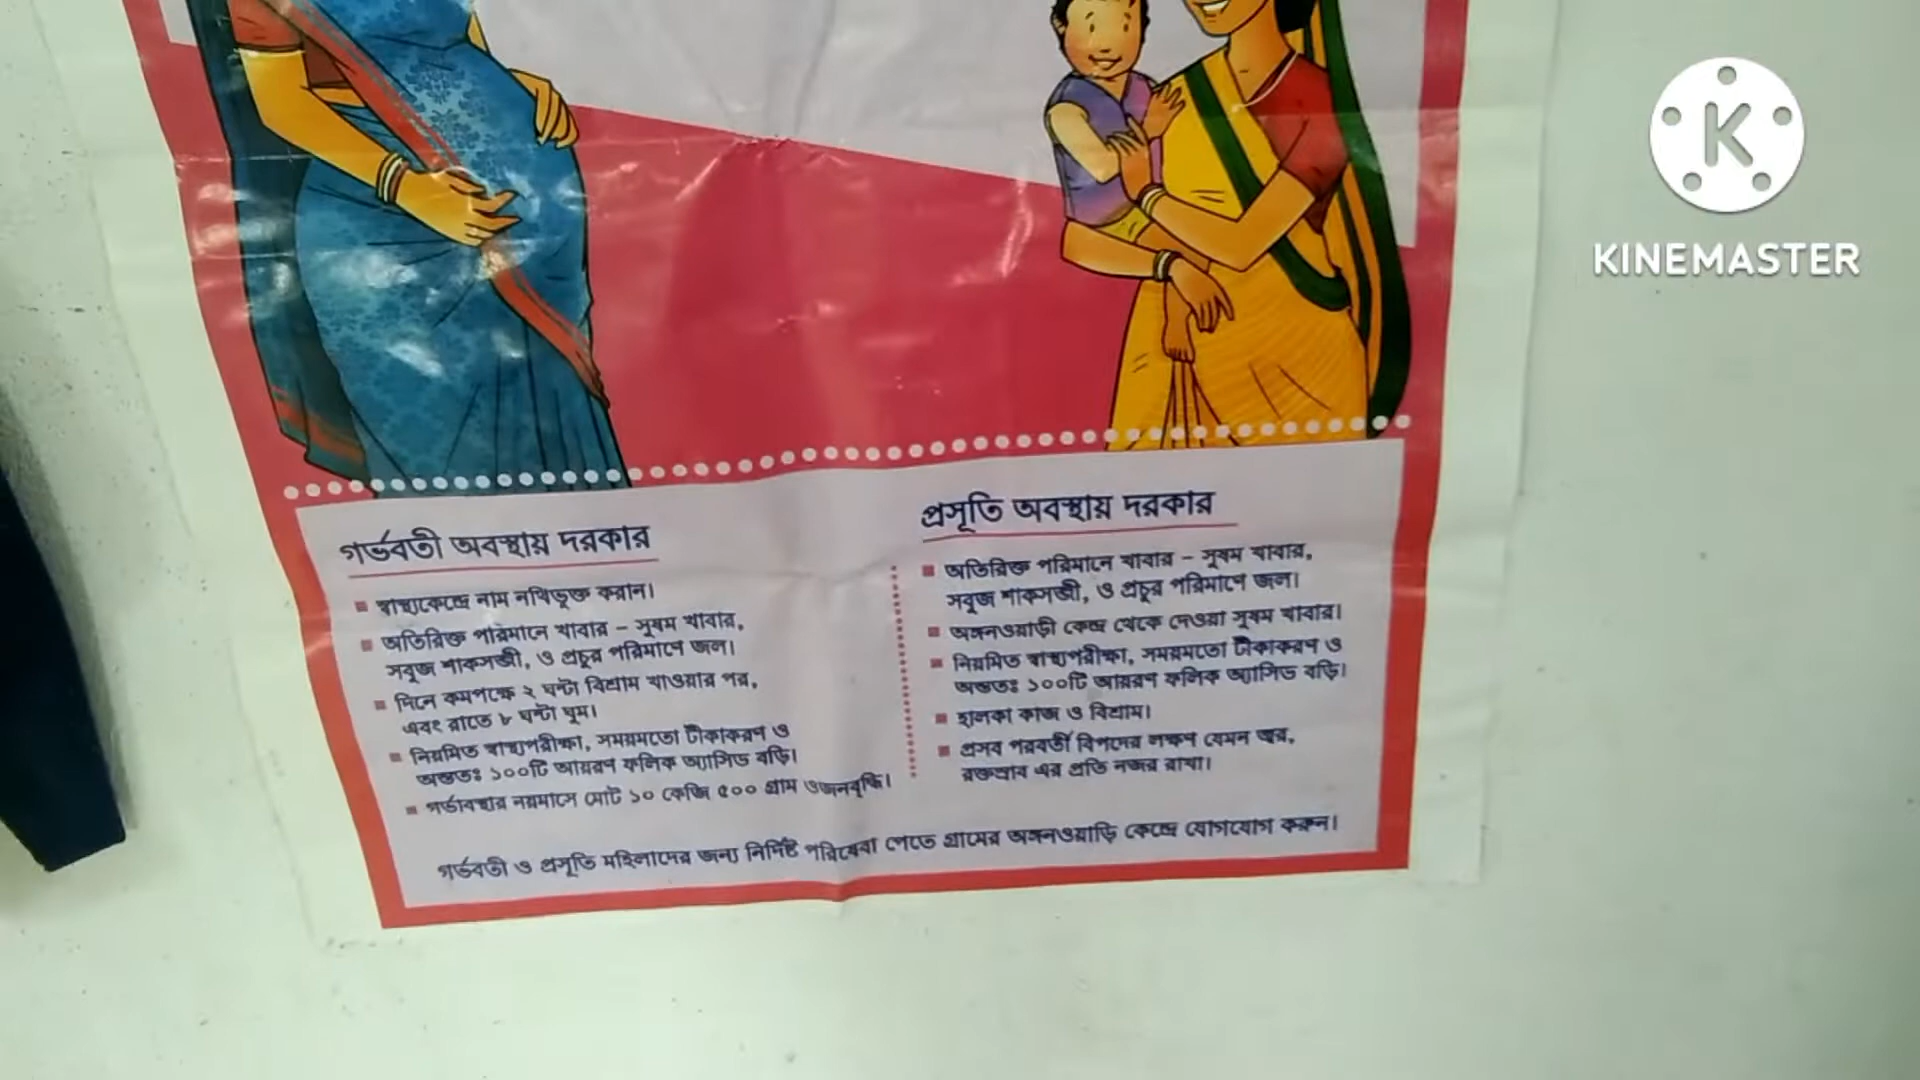 গর্ভবতী অবস্থায় দরকার
স্বাস্থ্যকেন্দ্রে নাম নথিভুক্ত করান।
অতিরিক্ত পরিমানে খাবার – সুষম খাবার,
সবুজ শাকসব্জী, ও প্রচুর পরিমাণে জল।
দিনে কমপক্ষে ২ ঘন্টা বিশ্রাম খাওয়ার পর,
এবং রাতে ৮ ঘন্টা ঘুম।
নিয়মিত স্বাস্থ্যপরীক্ষা, সময়মতো টীকাকরণ ও
অন্ততঃ ১০০টি আয়রণ ফলিক অ্যাসিড বড়ি।
গর্ভাবস্থার নয়মাসে মোট ১০ কেজি ৫০০ গ্রাম ওজনবৃদ্ধি।
প্রসূতি অবস্থায় দরকার
অতিরিক্ত পরিমানে খাবার – সুষম খাবার,
সবুজ শাকসব্জী, ও প্রচুর পরিমাণে জল।
অঙ্গনওয়াড়ী কেন্দ্র থেকে দেওয়া সুষম খাবার।
নিয়মিত স্বাস্থ্যপরীক্ষা, সময়মতো টীকাকরণ ও
অন্ততঃ ১০০টি আয়রণ ফলিক অ্যাসিড বড়ি।
হালকা কাজ ও বিশ্রাম।
প্রসব পরবর্তী বিপদের লক্ষণ যেমন জ্বর,
রক্তস্রাব এর প্রতি নজর রাখা।
গর্ভবতী ও প্রসূতি মহিলাদের জন্য নির্দিষ্ট পরিষেবা পেতে গ্রামের অঙ্গনওয়াড়ি কেন্দ্রে যোগযোগ করুন।
K
KINEMASTER